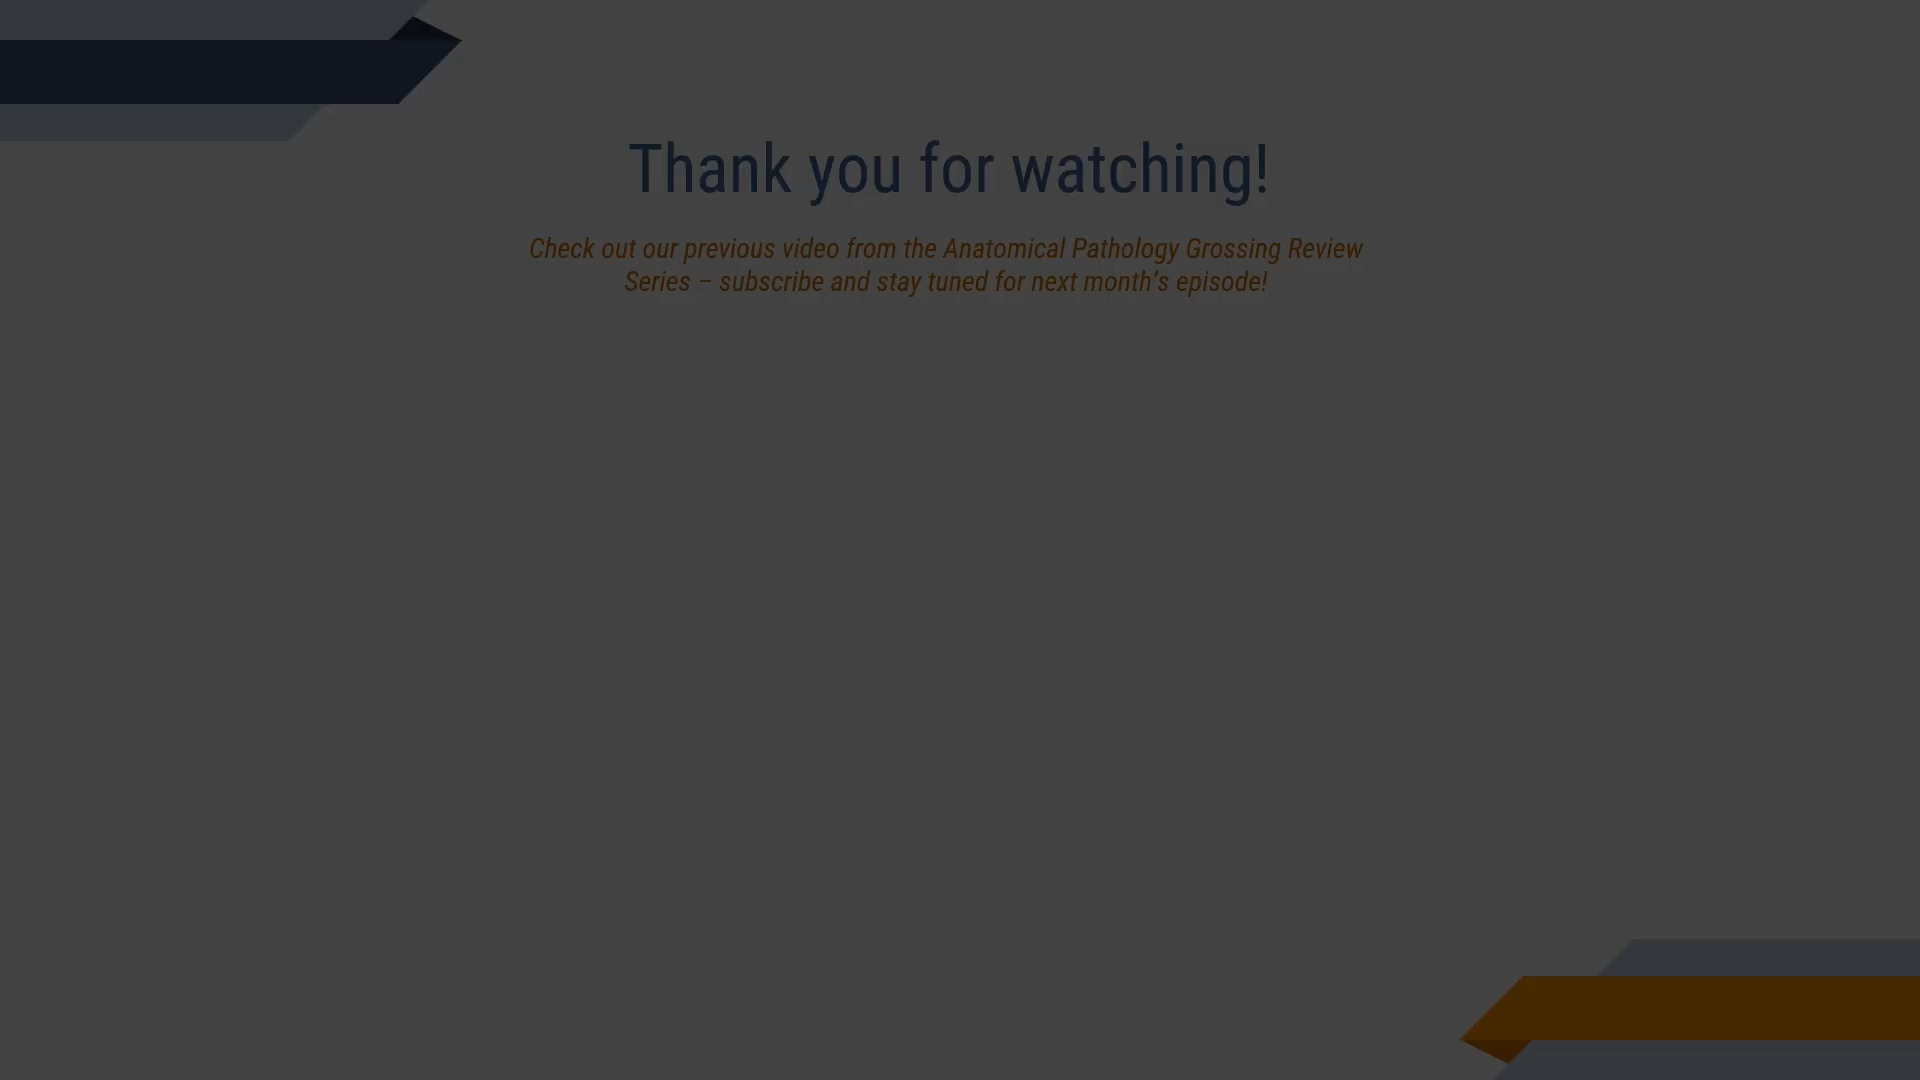 Thank you for watching!
Check out our previous video from the Anatomical Pathology Grossing Review
Series – subscribe and stay tuned for next month’s episode!